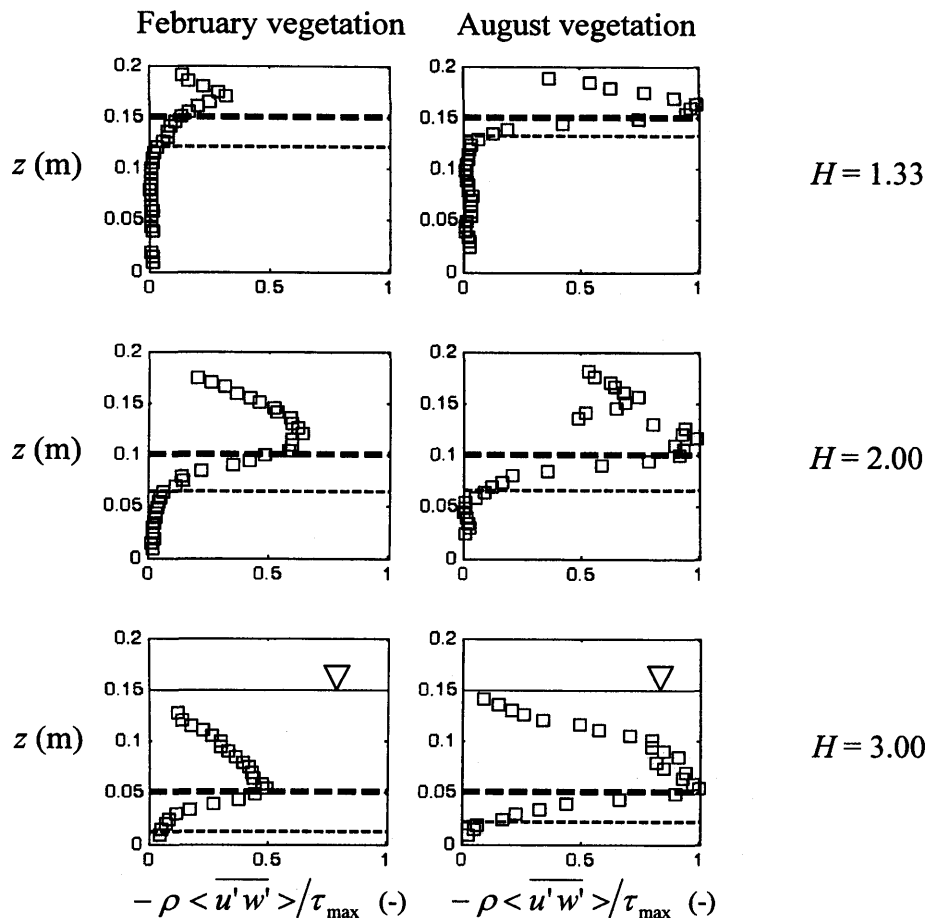 February vegetation August vegetation
0.2 0.2
0.15 0.15
z (m) 0.1 0.1 H = 1.33
0.05 0.05
0 0
0 0.5 1 0 0.5 1
0.2 0.2
0.15 0.15
z (m) 0.1 0.1 H = 2.00
0.05 0.05
0 0
0 0.5 1 0 0.5 1
0.2 0.2
0.15 0.15
z (m) 0.1 0.1 H = 3.00
0.05 0.05
0 0
0 0.5 1 0 0.5 1
− ρ < \overline{u'w'} >/τ_max (-) − ρ < \overline{u'w'} >/τ_max (-)